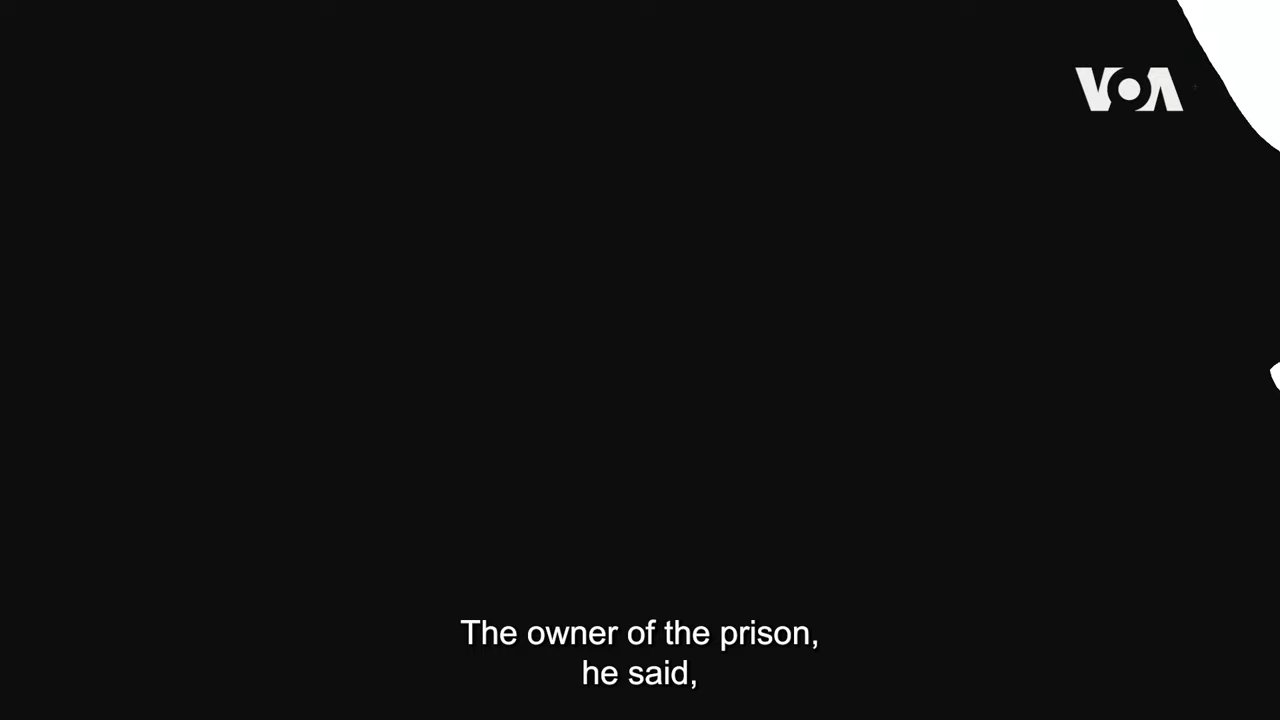 VOA
The owner of the prison,
he said,